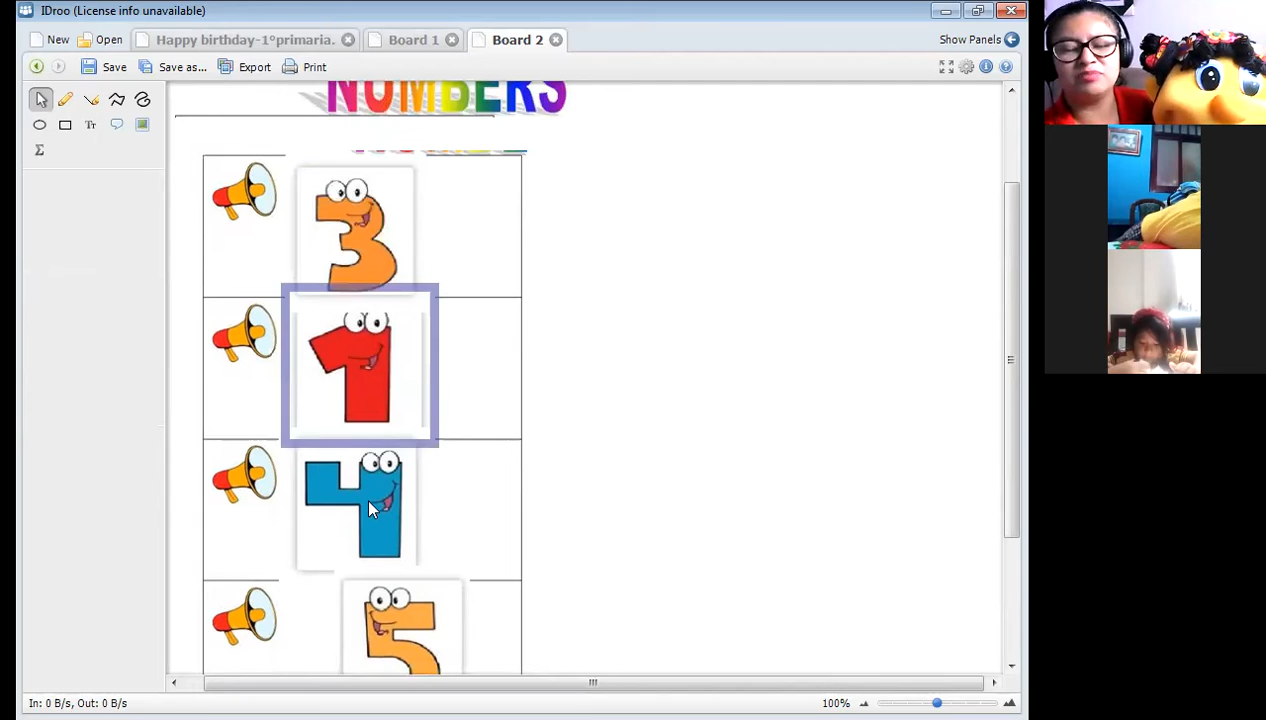 IDroo (License info unavailable)
New Open Happy birthday-1°primaria. Board 1 Board 2 Show Panels
Save Save as... Export Print
Tr
Σ
NUMBERS
3
1
4
5
In: 0 B/s, Out: 0 B/s 100%